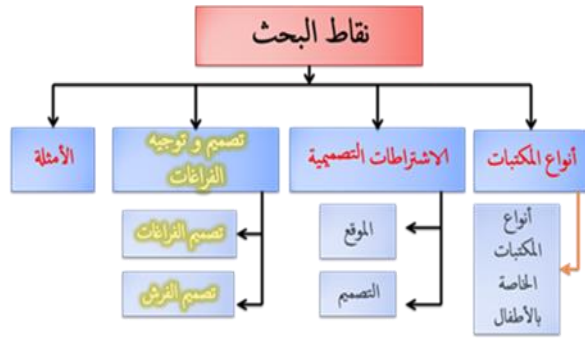 نقاط البحث
أنواع المكتبات
أنواع
المكتبات
الخاصة
بالأطفال
الاشتراطات التصميمية
الموقع
التصميم
تصميم و توجيه
الفراغات
تصميم الفراغات
تصميم الفرش
الأمثلة